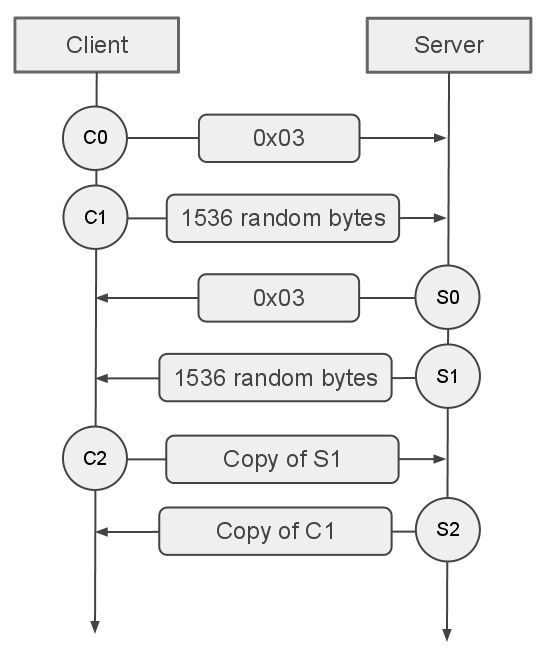 Client
Server
C0
0x03
C1
1536 random bytes
0x03
S0
1536 random bytes
S1
C2
Copy of S1
Copy of C1
S2